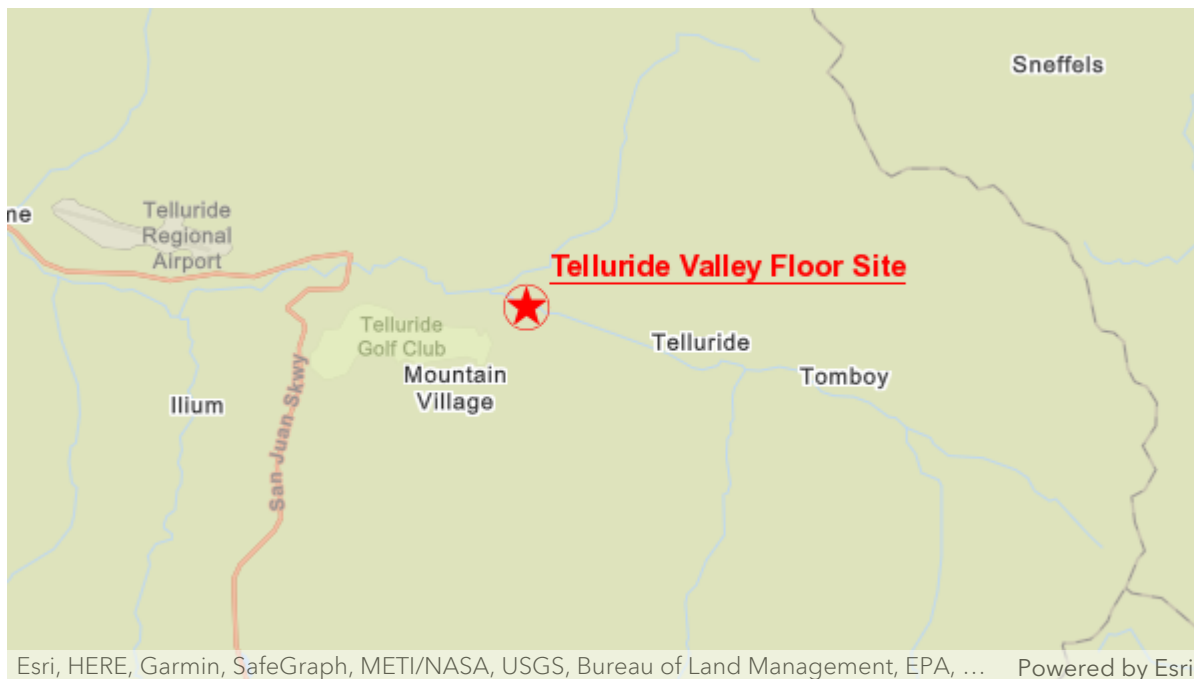 Sneffels
me
Telluride
Regional
Airport
Telluride Valley Floor Site
Telluride
Golf Club
Telluride
Mountain
Village
Tomboy
Ilium
San Juan Skwy
Esri, HERE, Garmin, SafeGraph, METI/NASA, USGS, Bureau of Land Management, EPA, ...
Powered by Esri